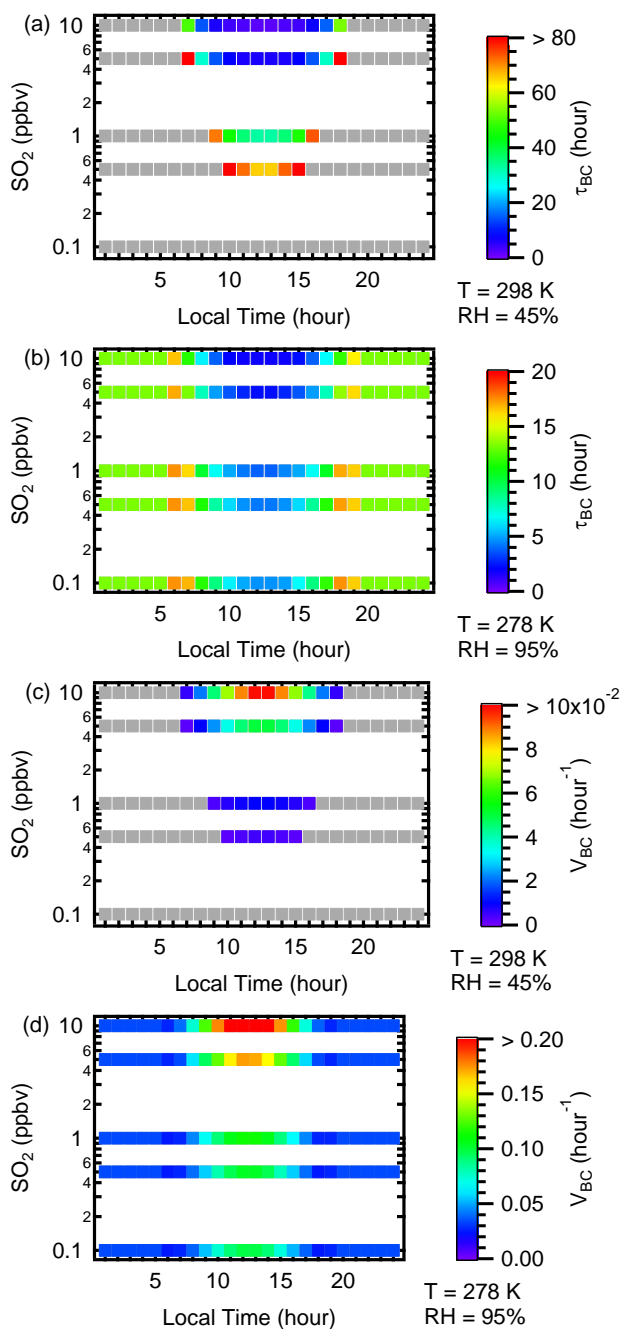 (a)
SO2 (ppbv)
10
6
4
2
1
6
4
2
0.1
5 10 15 20
Local Time (hour)
> 80
60
40
20
0
τBC (hour)
T = 298 K
RH = 45%
(b)
SO2 (ppbv)
10
6
4
2
1
6
4
2
0.1
5 10 15 20
Local Time (hour)
20
15
10
5
0
τBC (hour)
T = 278 K
RH = 95%
(c)
SO2 (ppbv)
10
6
4
2
1
6
4
2
0.1
5 10 15 20
Local Time (hour)
> 10x10-2
8
6
4
2
0
VBC (hour-1)
T = 298 K
RH = 45%
(d)
SO2 (ppbv)
10
6
4
2
1
6
4
2
0.1
5 10 15 20
Local Time (hour)
> 0.20
0.15
0.10
0.05
0.00
VBC (hour-1)
T = 278 K
RH = 95%